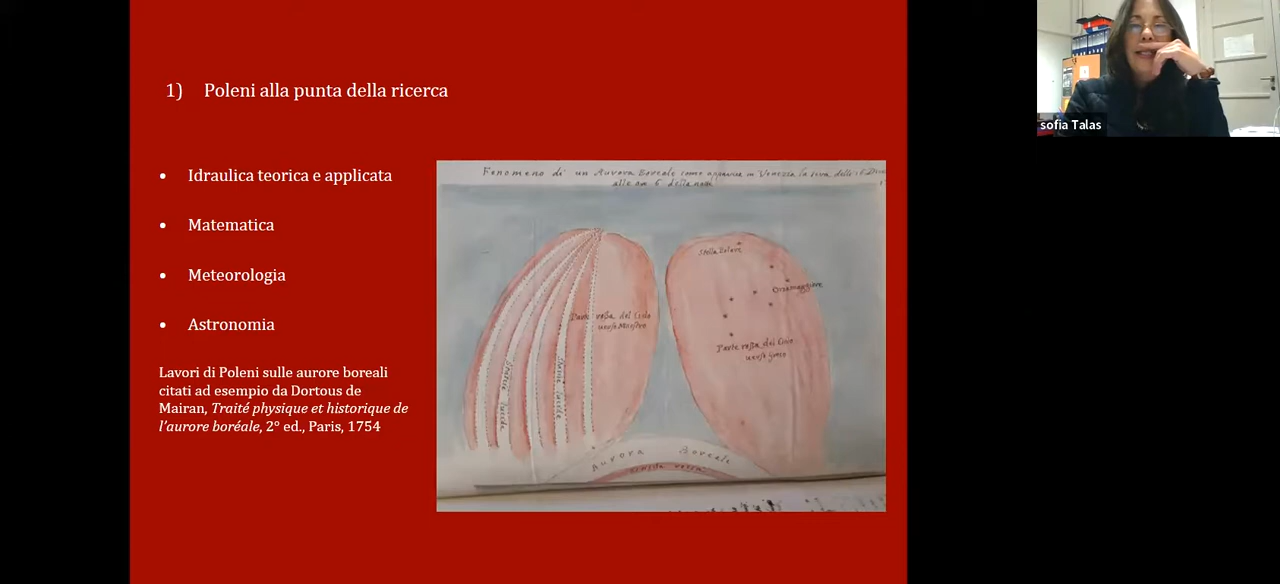 1) Poleni alla punta della ricerca
• Idraulica teorica e applicata
• Matematica
• Meteorologia
• Astronomia
Lavori di Poleni sulle aurore boreali
citati ad esempio da Dortous de
Mairan, Traité physique et historique de
l'aurore boréale, 2° ed., Paris, 1754
Fenomeno di un Aurora Boreale come apparve in Venezia la sera delli
alle ore 6 della
Stella Polare
Orsa maggiore
Parte rossa del Cielo
verso Maestro
Parte rossa del Cielo
verso Greco
Aurora Boreale
sofia Talas